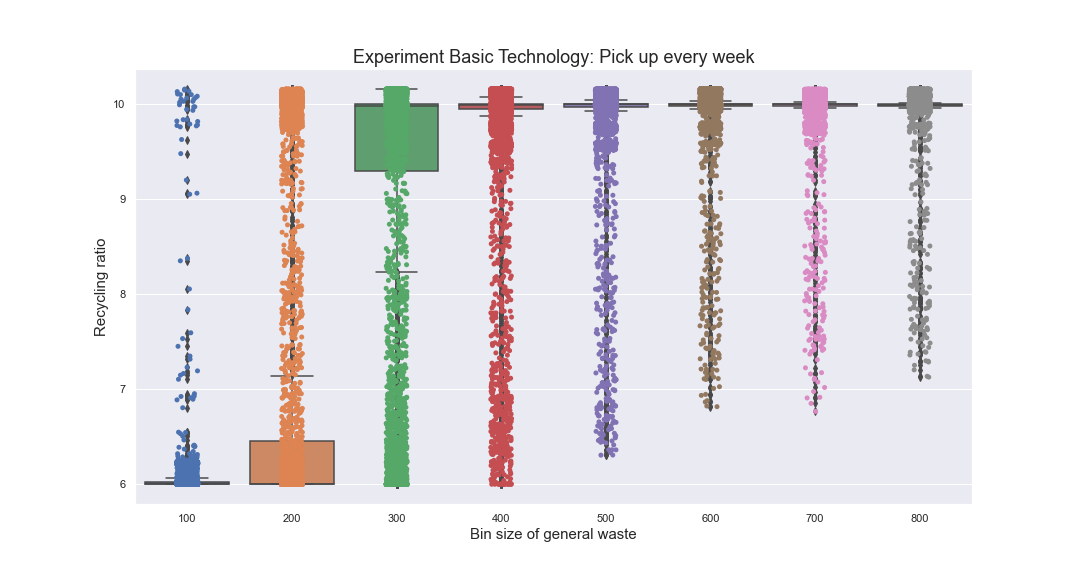 Experiment Basic Technology: Pick up every week
Recycling ratio
10
9
8
7
6
100 200 300 400 500 600 700 800
Bin size of general waste